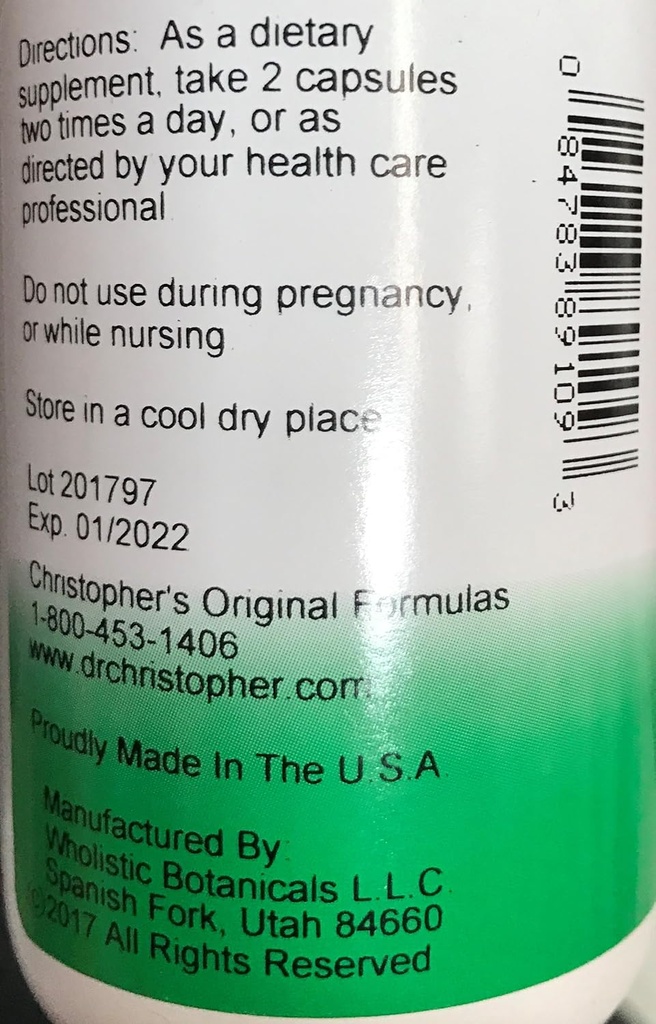 Directions: As a dietary
supplement, take 2 capsules
two times a day, or as
directed by your health care
professional
Do not use during pregnancy,
or while nursing.
Store in a cool dry place
Lot 201797
Exp. 01/2022
Christopher's Original Formulas
1-800-453-1406
www.drchristopher.com
Proudly Made In The U.S.A.
Manufactured By:
Wholistic Botanicals L.L.C.
Spanish Fork, Utah 84660
(c)2017 All Rights Reserved
0 84783 89109 3